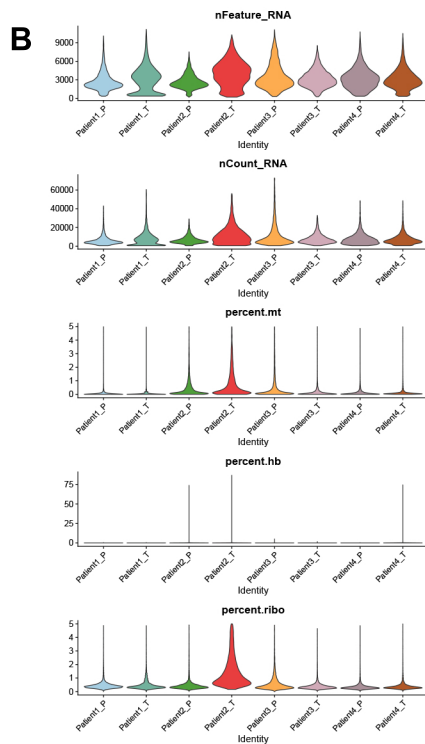 B
nFeature_RNA
9000
6000
3000
0
Patient1_P Patient1_T Patient2_P Patient2_T Patient3_P Patient3_T Patient4_P Patient4_T
Identity
nCount_RNA
60000
40000
20000
0
Patient1_P Patient1_T Patient2_P Patient2_T Patient3_P Patient3_T Patient4_P Patient4_T
Identity
percent.mt
5
4
3
2
1
0
Patient1_P Patient1_T Patient2_P Patient2_T Patient3_P Patient3_T Patient4_P Patient4_T
Identity
percent.hb
75
50
25
0
Patient1_P Patient1_T Patient2_P Patient2_T Patient3_P Patient3_T Patient4_P Patient4_T
Identity
percent.ribo
5
4
3
2
1
0
Patient1_P Patient1_T Patient2_P Patient2_T Patient3_P Patient3_T Patient4_P Patient4_T
Identity